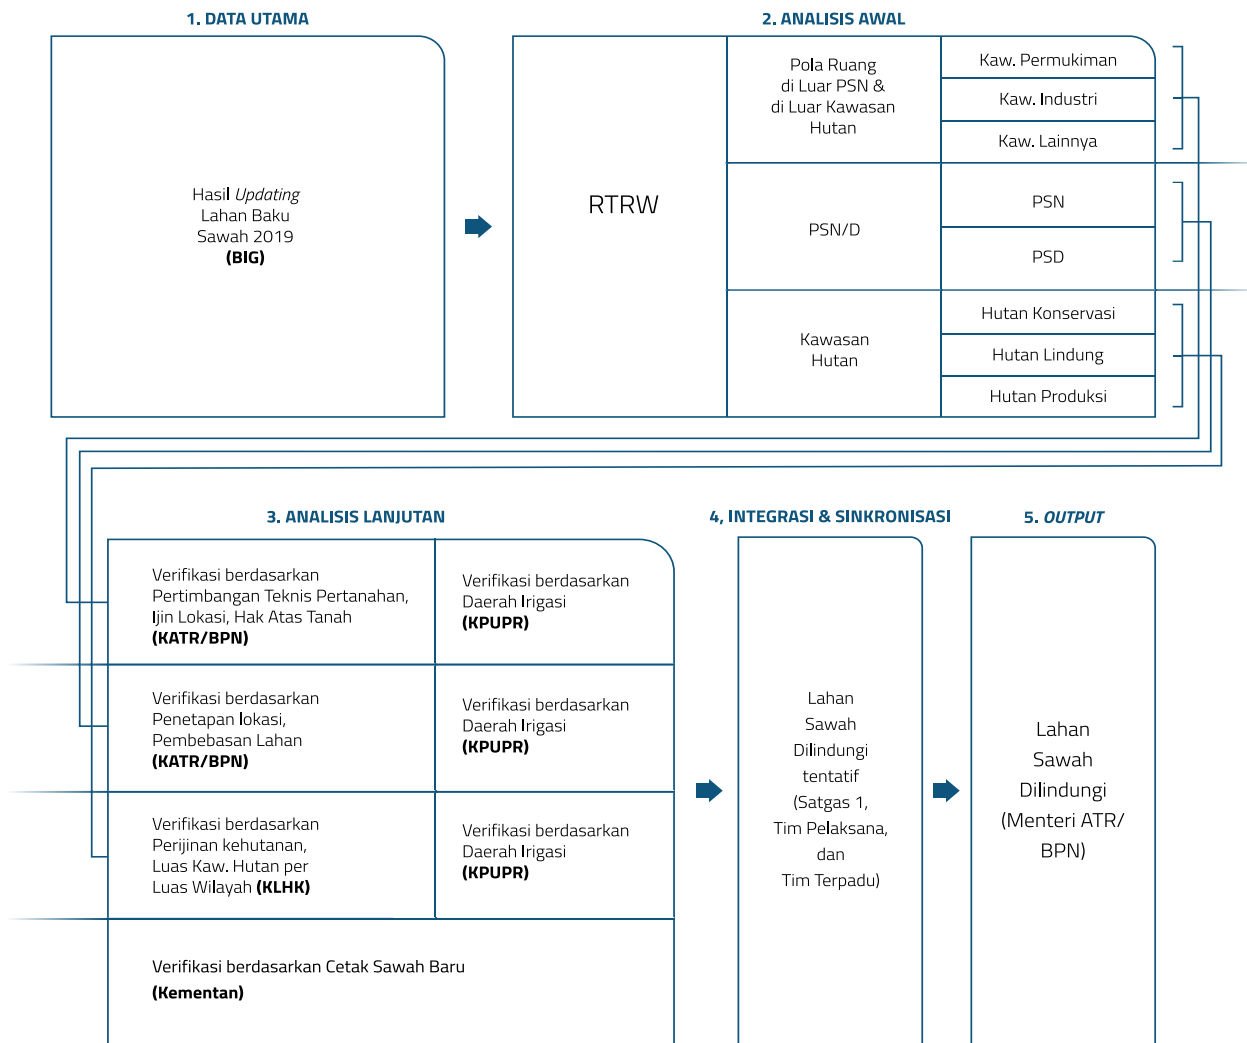 1. DATA UTAMA
Hasil Updating
Lahan Baku
Sawah 2019
(BIG)
2. ANALISIS AWAL
RTRW
Pola Ruang
di Luar PSN &
di Luar Kawasan
Hutan
Kaw. Permukiman
Kaw. Industri
Kaw. Lainnya
PSN/D
PSN
PSD
Kawasan
Hutan
Hutan Konservasi
Hutan Lindung
Hutan Produksi
3. ANALISIS LANJUTAN
Verifikasi berdasarkan
Pertimbangan Teknis Pertanahan,
Ijin Lokasi, Hak Atas Tanah
(KATR/BPN)
Verifikasi berdasarkan
Daerah Irigasi
(KPUPR)
Verifikasi berdasarkan
Penetapan lokasi,
Pembebasan Lahan
(KATR/BPN)
Verifikasi berdasarkan
Daerah Irigasi
(KPUPR)
Verifikasi berdasarkan
Perijinan kehutanan,
Luas Kaw. Hutan per
Luas Wilayah (KLHK)
Verifikasi berdasarkan
Daerah Irigasi
(KPUPR)
Verifikasi berdasarkan Cetak Sawah Baru
(Kementan)
4, INTEGRASI & SINKRONISASI
Lahan
Sawah
Dilindungi
tentatif
(Satgas 1,
Tim Pelaksana,
dan
Tim Terpadu)
5. OUTPUT
Lahan
Sawah
Dilindungi
(Menteri ATR/
BPN)